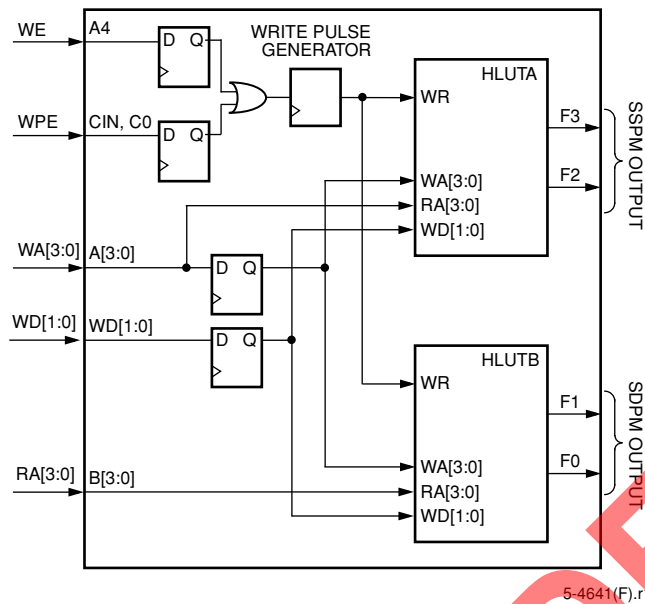 WE
A4
D Q
WRITE PULSE
GENERATOR
HLUTA
WR
F3
SSPM OUTPUT
WPE
CIN, C0
D Q
F2
WA[3:0]
RA[3:0]
WD[1:0]
WA[3:0]
A[3:0]
D Q
WD[1:0]
WD[1:0]
D Q
HLUTB
WR
F1
SDPM OUTPUT
F0
WA[3:0]
RA[3:0]
WD[1:0]
RA[3:0]
B[3:0]
5-4641(F).r